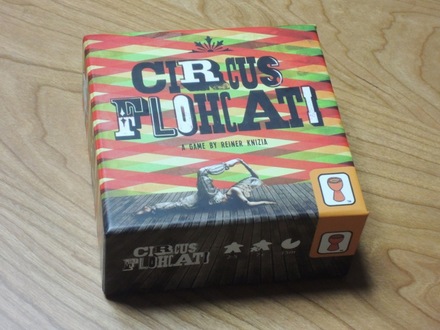 CIRCUS
FLOHCATI
A GAME BY REINER KNIZIA
CIRCUS
FLOHCATI